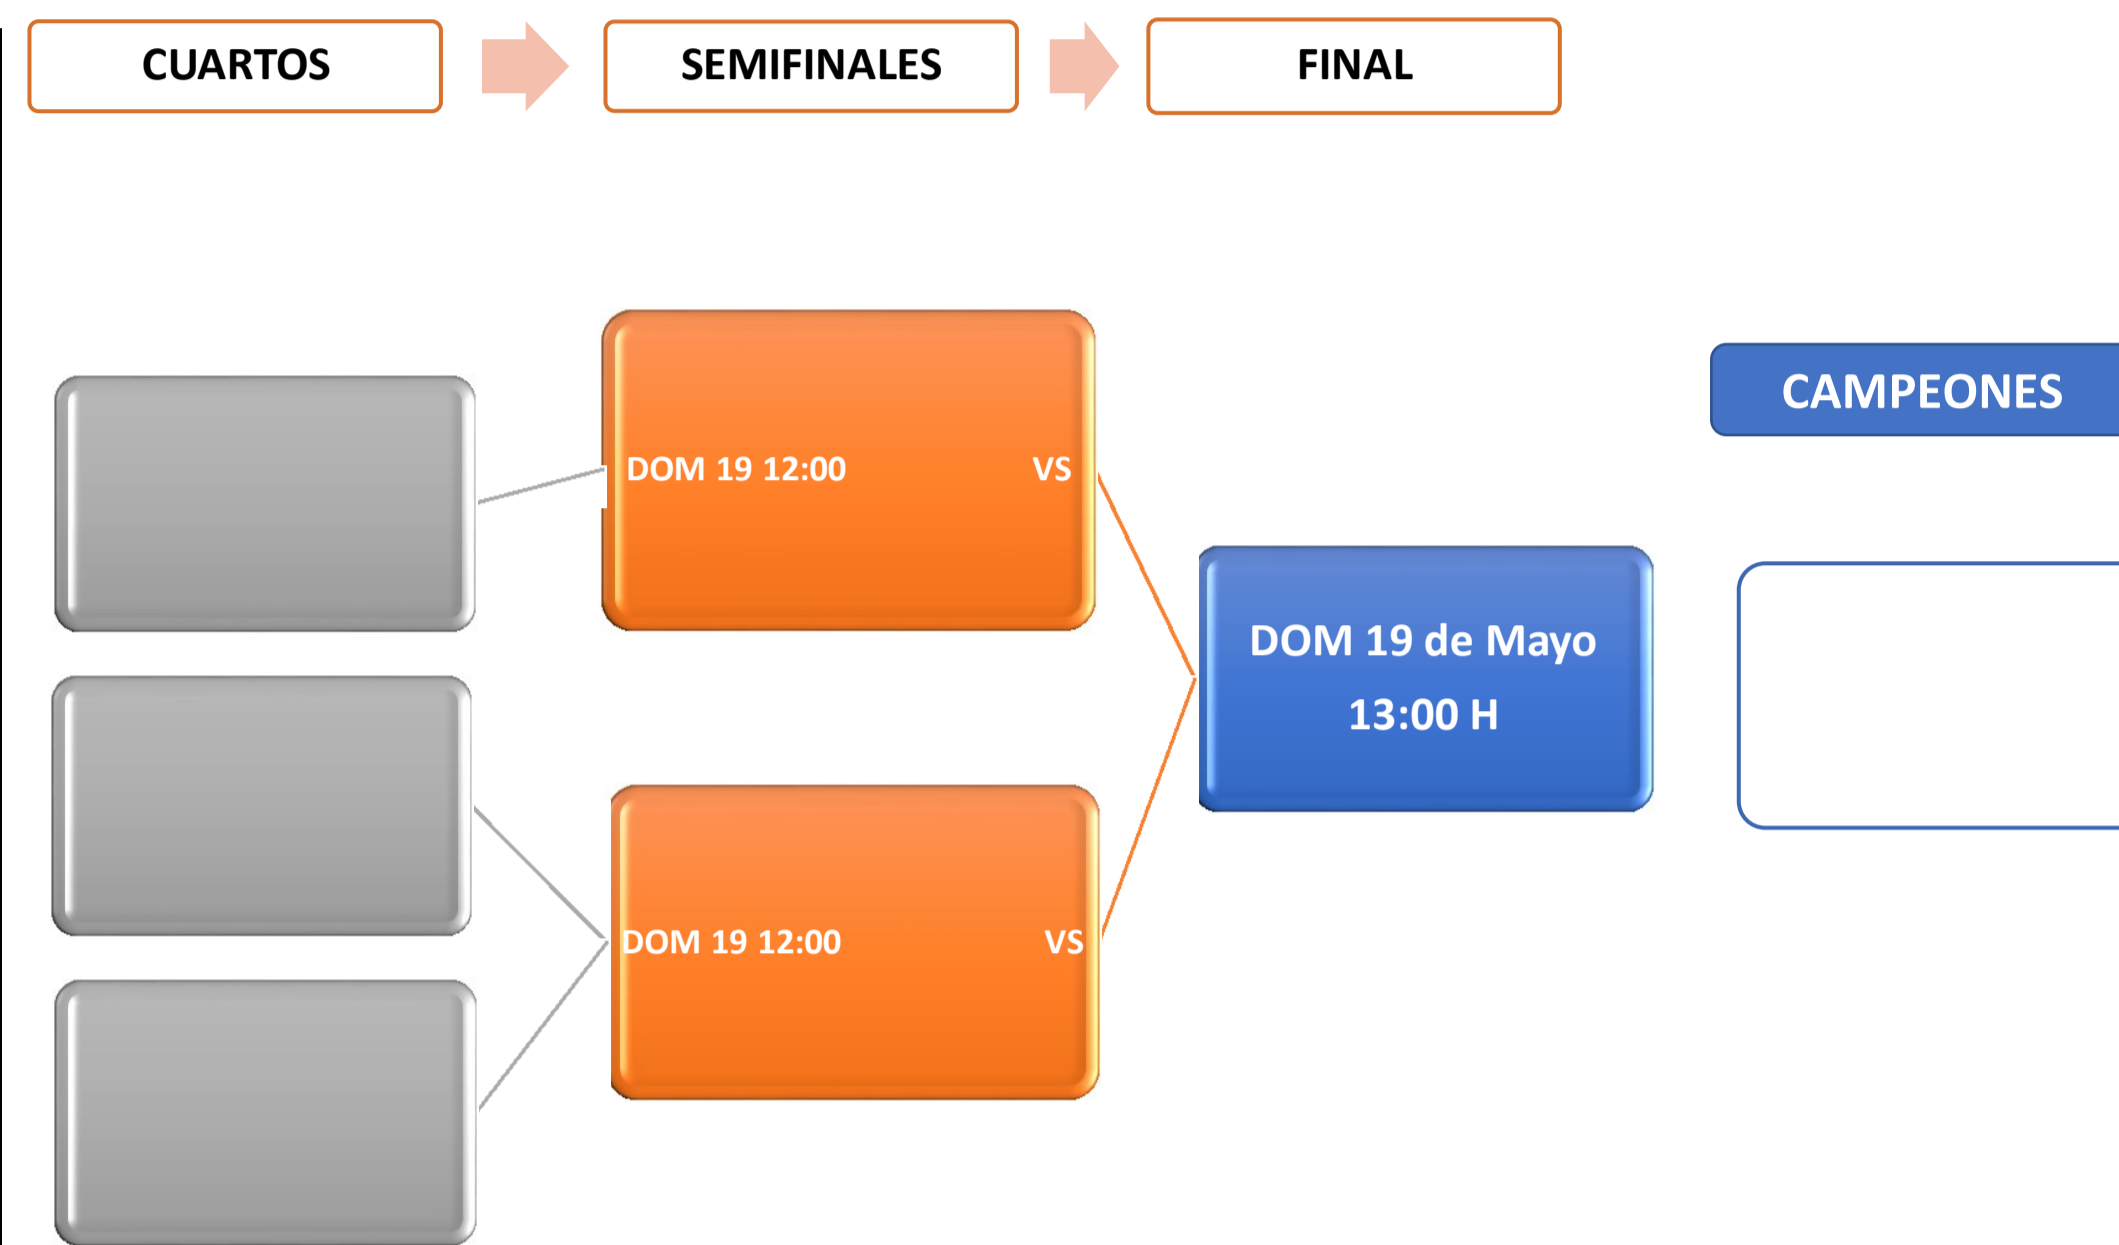 CUARTOS
SEMIFINALES
FINAL
CAMPEONES
DOM 19 12:00 VS
DOM 19 de Mayo
13:00 H
DOM 19 12:00 VS